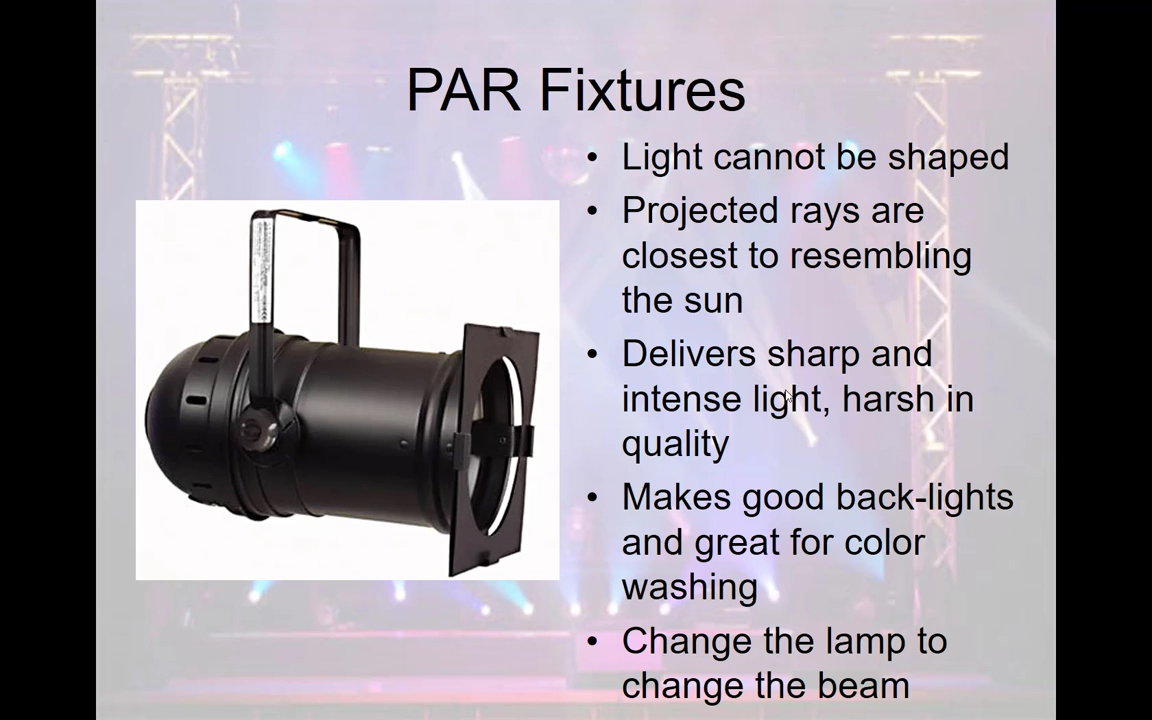 PAR Fixtures
• Light cannot be shaped
• Projected rays are
closest to resembling
the sun
• Delivers sharp and
intense light, harsh in
quality
• Makes good back-lights
and great for color
washing
• Change the lamp to
change the beam